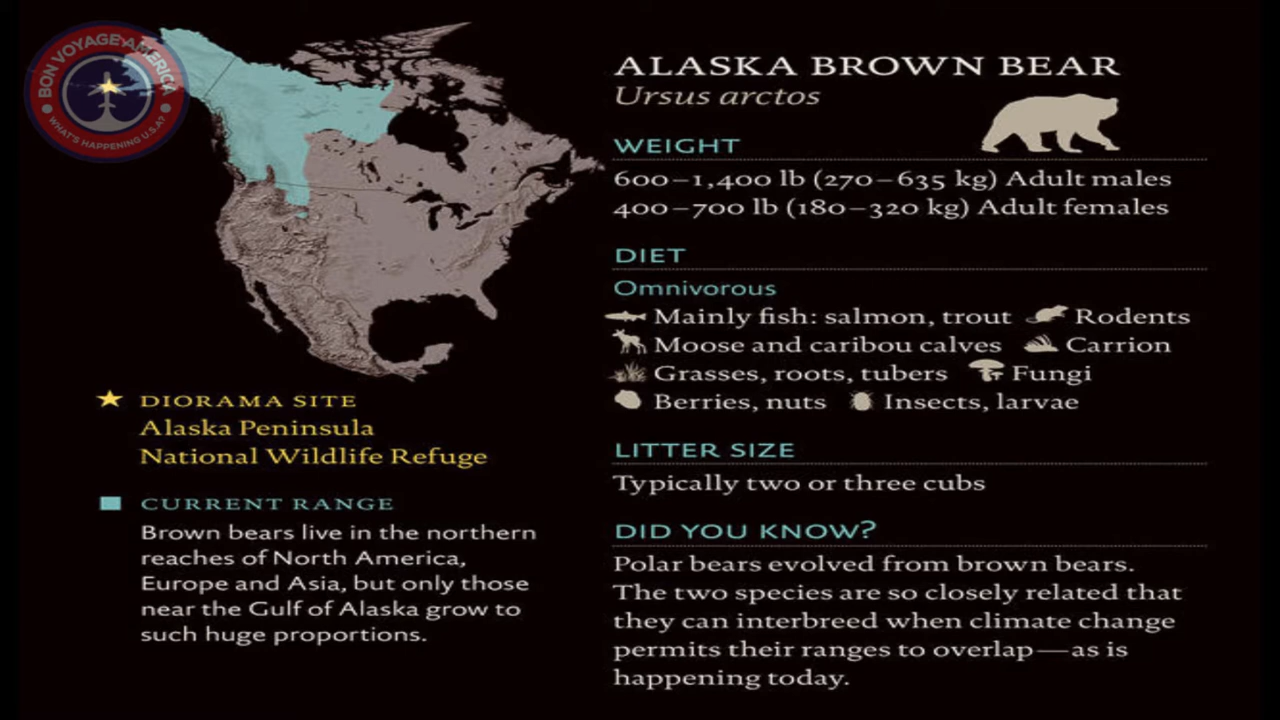 BON VOYAGE AMERICA
WHAT'S HAPPENING U.S.A?
ALASKA BROWN BEAR
Ursus arctos
WEIGHT
600–1,400 lb (270–635 kg) Adult males
400–700 lb (180–320 kg) Adult females
DIET
Omnivorous
Mainly fish: salmon, trout Rodents
Moose and caribou calves Carrion
Grasses, roots, tubers Fungi
Berries, nuts Insects, larvae
LITTER SIZE
Typically two or three cubs
DID YOU KNOW?
Polar bears evolved from brown bears.
The two species are so closely related that
they can interbreed when climate change
permits their ranges to overlap—as is
happening today.
DIORAMA SITE
Alaska Peninsula
National Wildlife Refuge
CURRENT RANGE
Brown bears live in the northern
reaches of North America,
Europe and Asia, but only those
near the Gulf of Alaska grow to
such huge proportions.